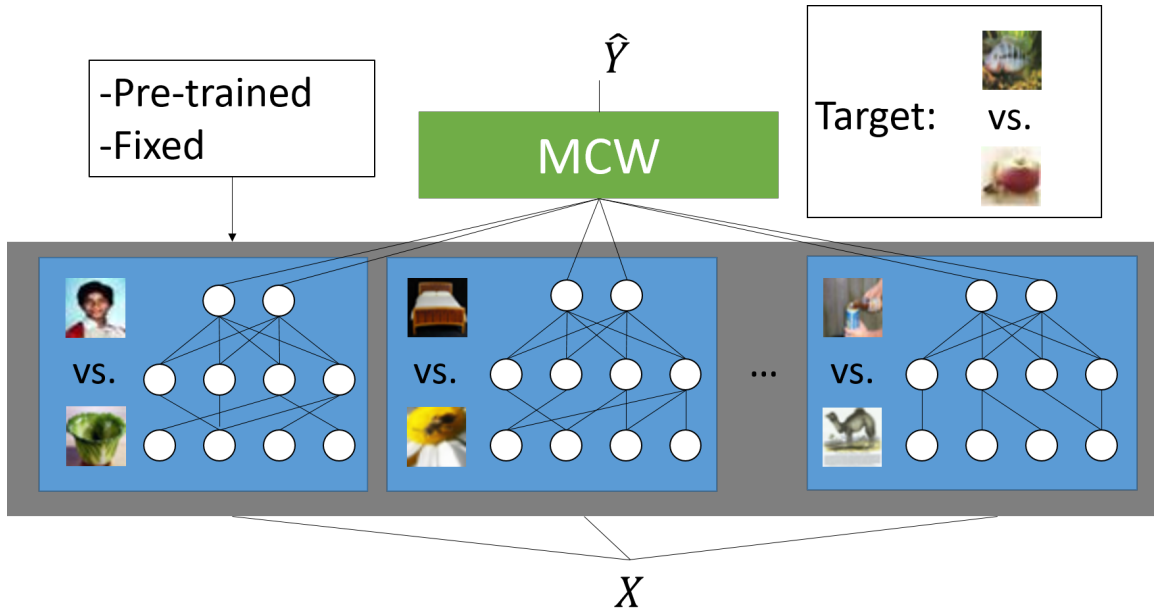 Ŷ
-Pre-trained
-Fixed
MCW
Target:
vs.
vs.
vs.
...
vs.
X